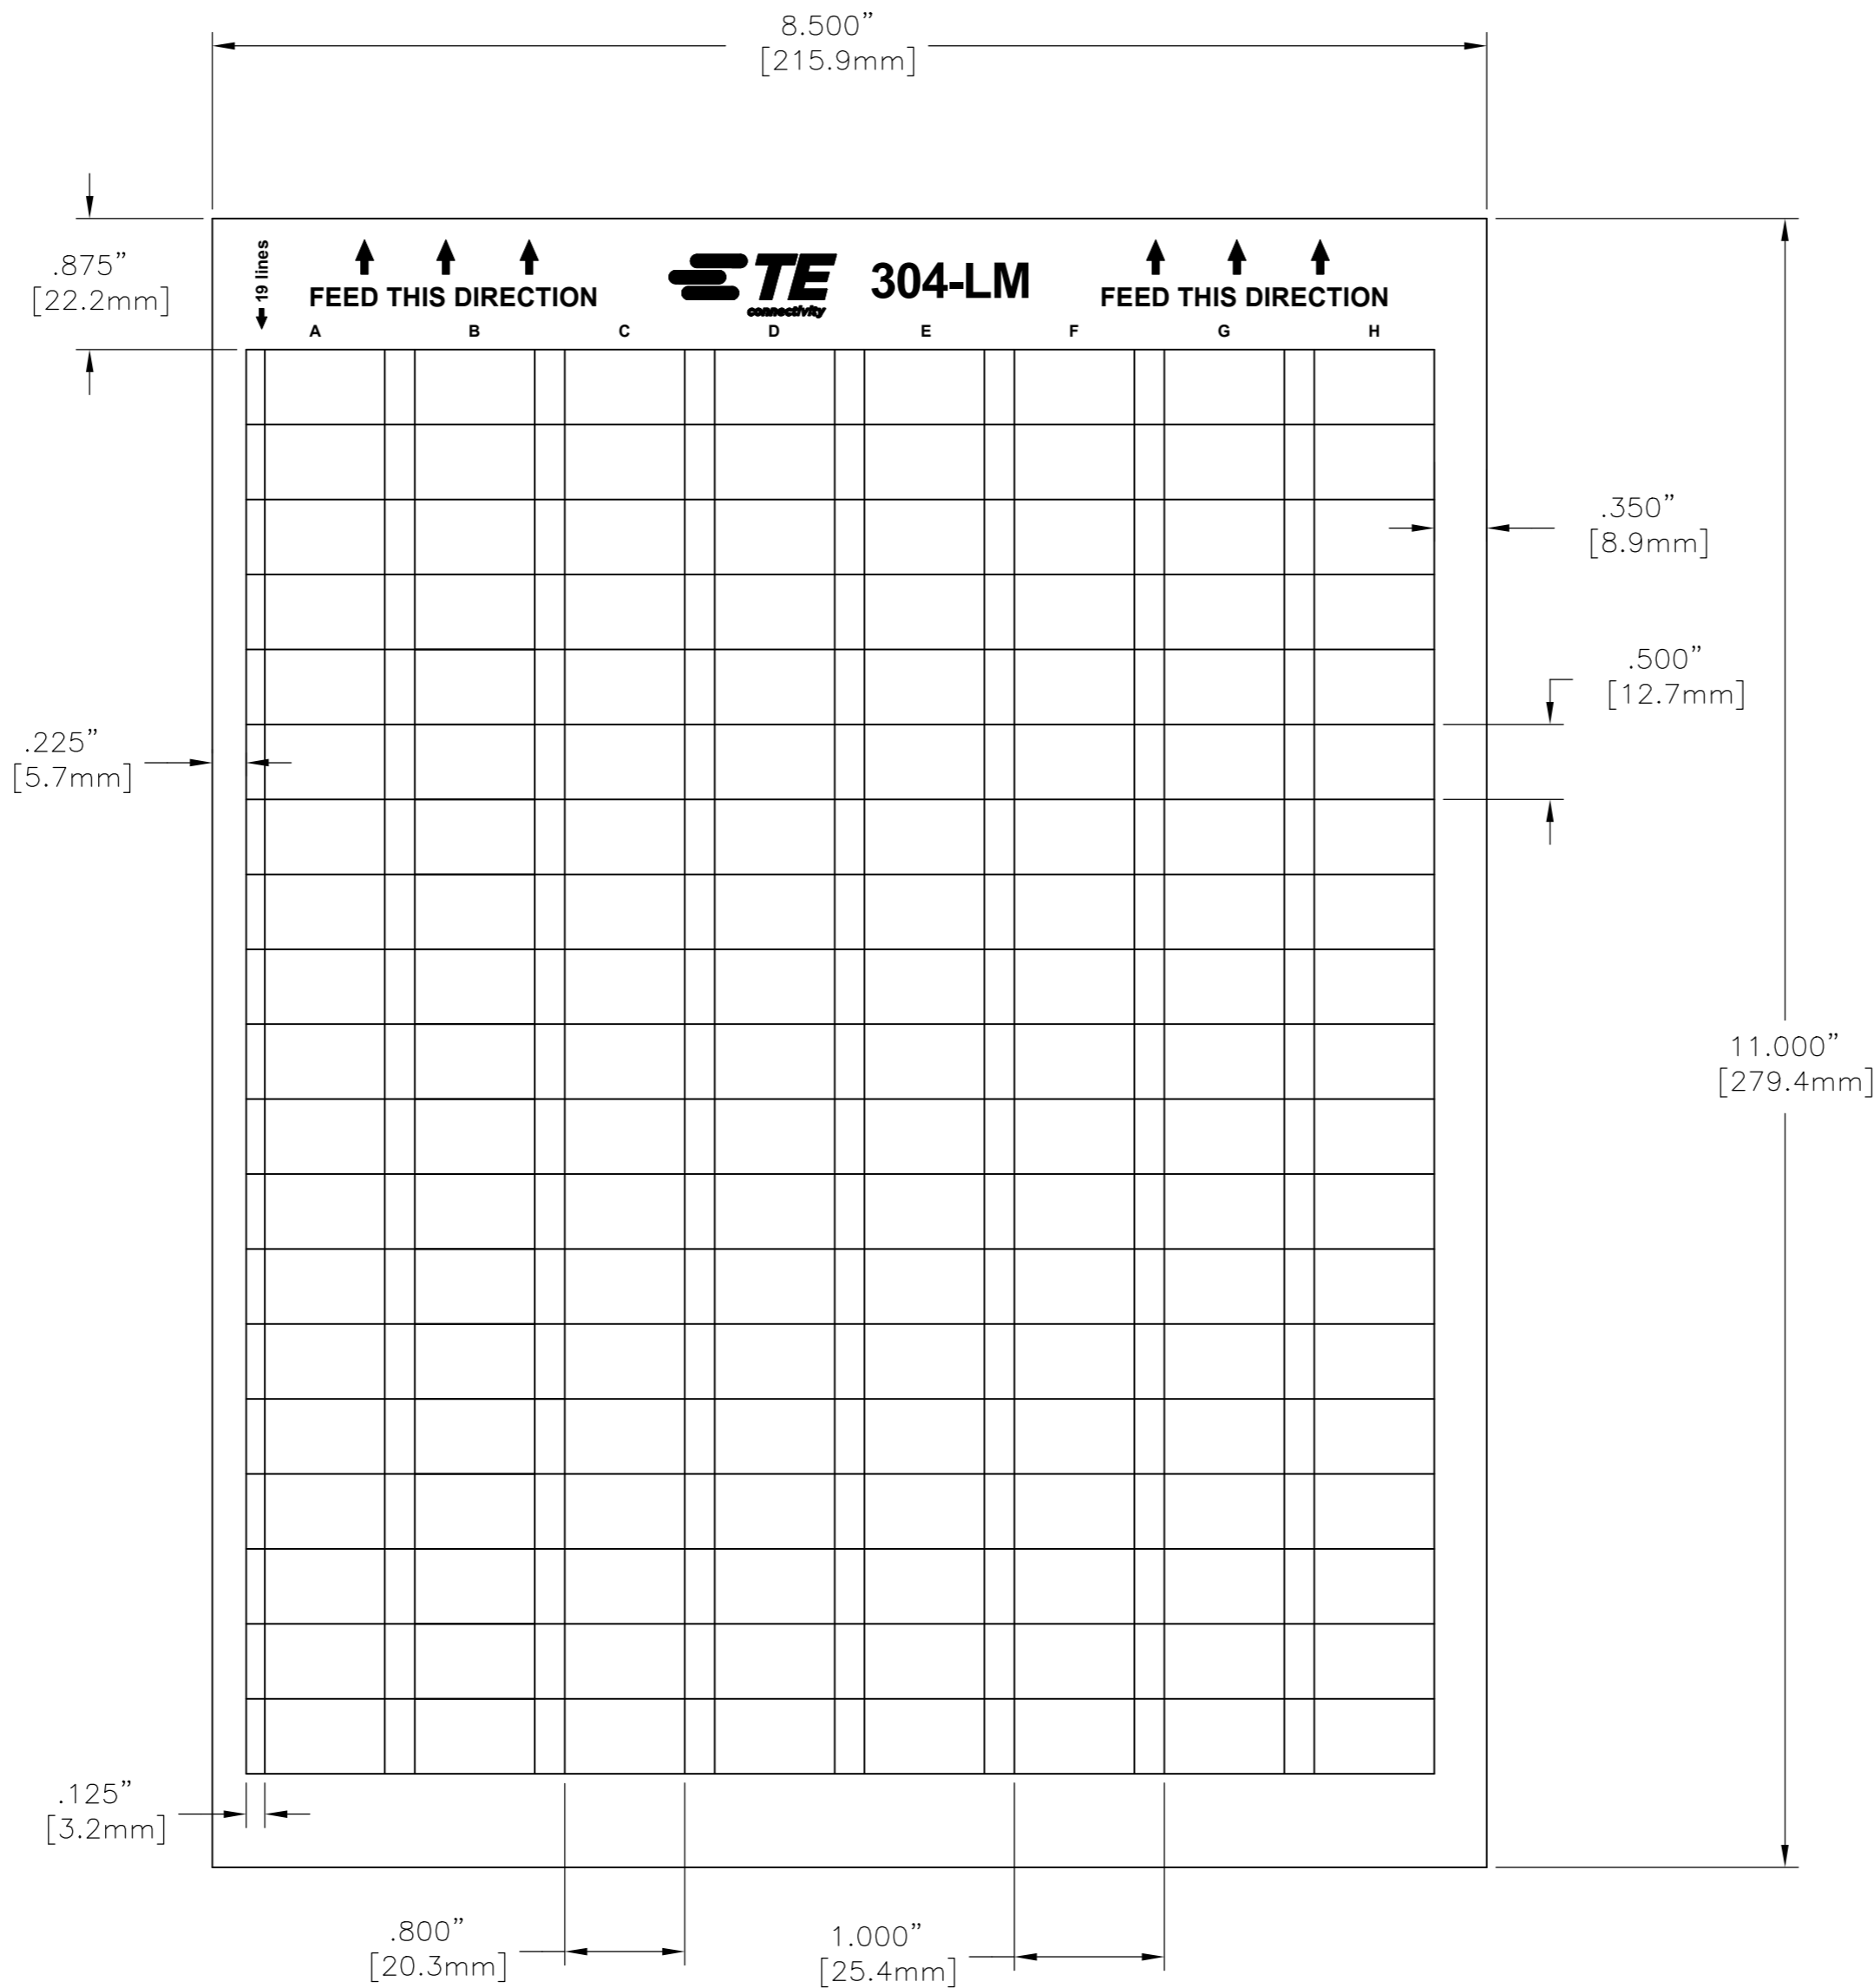 8.500”
[215.9mm]
.875”
[22.2mm]
19 lines
FEED THIS DIRECTION
TE
connectivity
304-LM
FEED THIS DIRECTION
A B C D E F G H
.350”
[8.9mm]
.500”
[12.7mm]
.225”
[5.7mm]
11.000”
[279.4mm]
.125”
[3.2mm]
.800”
[20.3mm]
1.000”
[25.4mm]